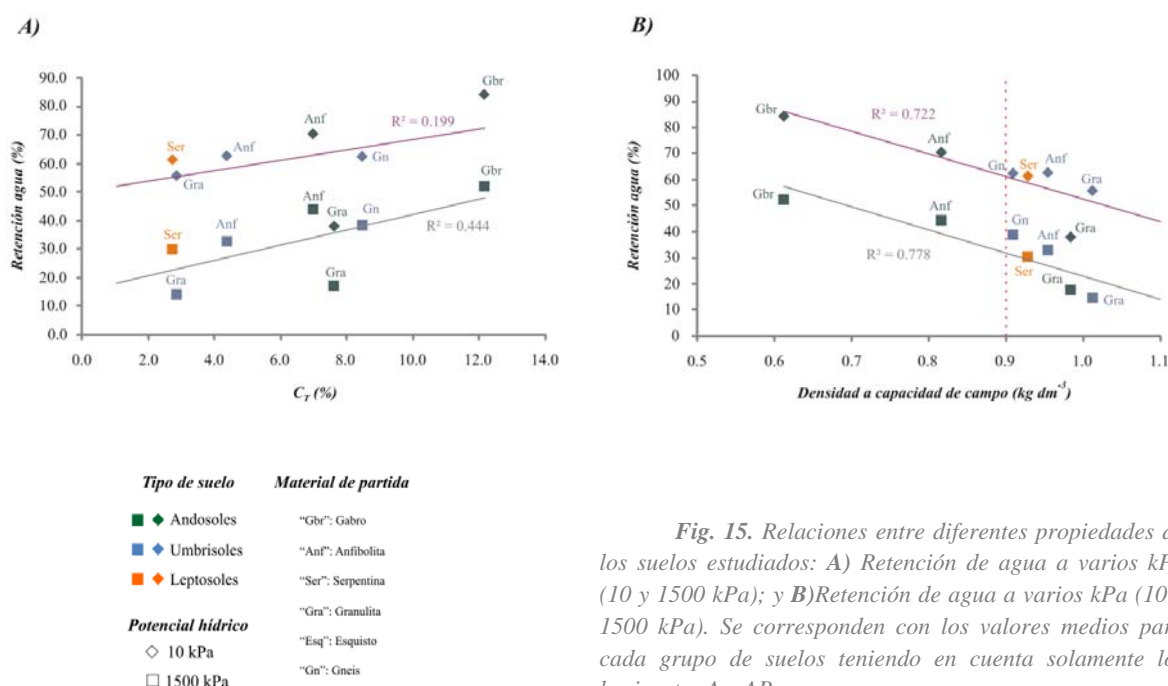 A)
Retención agua (%)
90.0
80.0
70.0
60.0
50.0
40.0
30.0
20.0
10.0
0.0
0.0 2.0 4.0 6.0 8.0 10.0 12.0 14.0
C_T (%)
Gbr
Anf
R² = 0.199
Ser
Anf
Gra
Gn
Anf
Gra
Gn
Gbr
R² = 0.444
Ser
Anf
Gra
Gra
B)
Retención agua (%)
100
90
80
70
60
50
40
30
20
10
0
0.5 0.6 0.7 0.8 0.9 1.0 1.1
Densidad a capacidad de campo (kg dm⁻³)
Gbr
R² = 0.722
Anf
Gn
Ser
Anf
Gra
Gbr
Anf
Gn
Anf
Gra
R² = 0.778
Ser
Gra
Gra
Tipo de suelo
Andosoles
Umbrisoles
Leptosoles
Potencial hídrico
10 kPa
1500 kPa
Material de partida
“Gbr”: Gabro
“Anf”: Anfibolita
“Ser”: Serpentina
“Gra”: Granulita
“Esq”: Esquisto
“Gn”: Gneis
Fig. 15. Relaciones entre diferentes propiedades d
los suelos estudiados: A) Retención de agua a varios kP
(10 y 1500 kPa); y B)Retención de agua a varios kPa (10
1500 kPa). Se corresponden con los valores medios par
cada grupo de suelos teniendo en cuenta solamente la